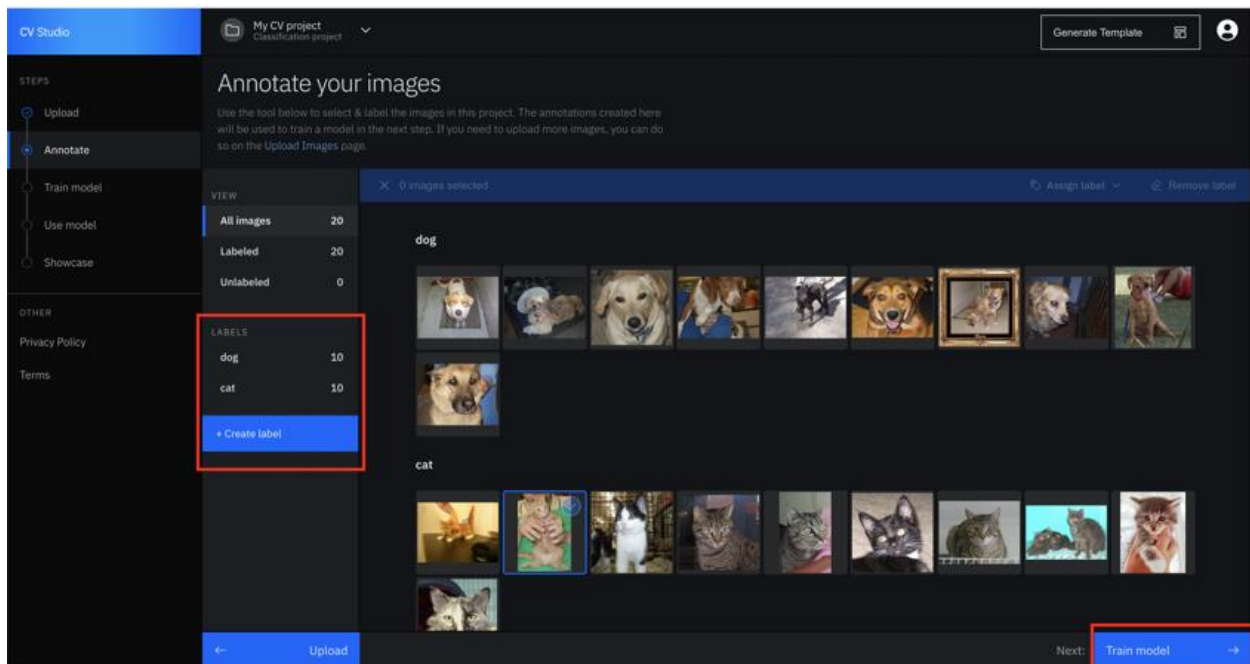 CV Studio
My CV project
Classification project
Generate Template
STEPS
Upload
Annotate
Train model
Use model
Showcase
OTHER
Privacy Policy
Terms
Annotate your images
Use the tool below to select & label the images in this project. The annotations created here
will be used to train a model in the next step. If you need to upload more images, you can do
so on the Upload Images page.
VIEW
All images 20
Labeled 20
Unlabeled 0
LABELS
dog 10
cat 10
+ Create label
0 images selected
Assign label
Remove label
dog
cat
Upload
Next:
Train model